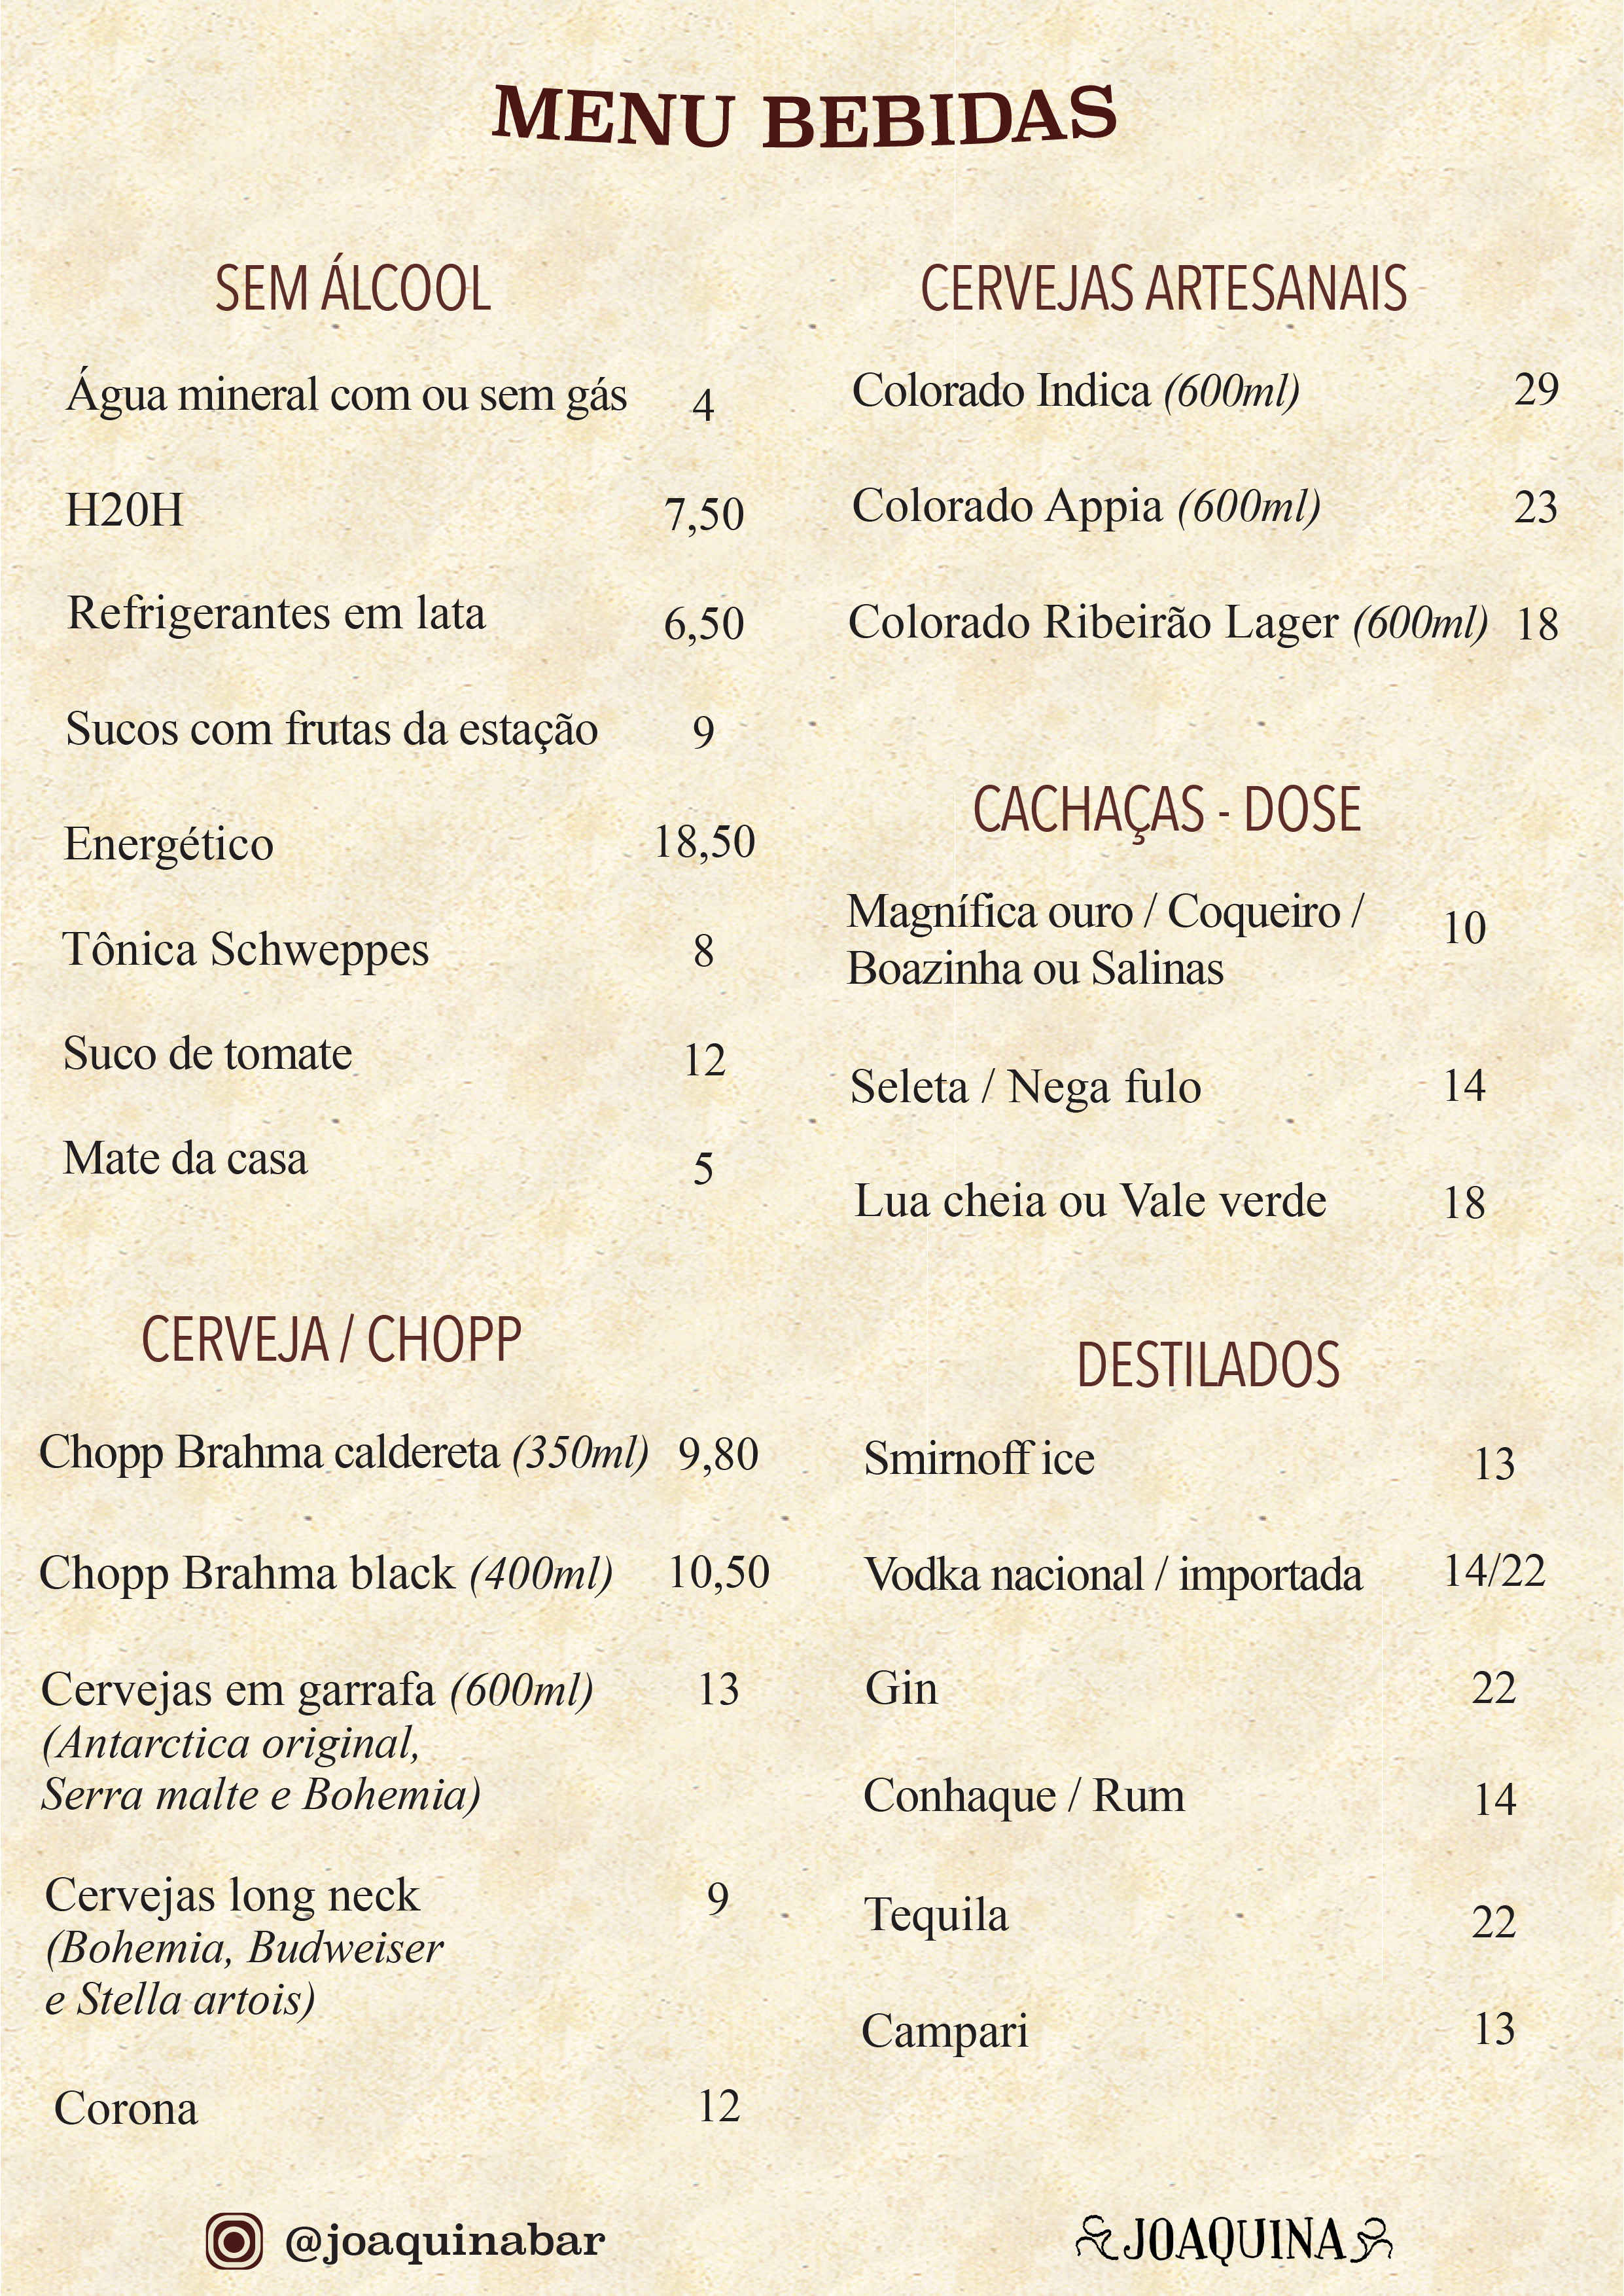 MENU BEBIDAS
SEM ÁLCOOL
Água mineral com ou sem gás 4
H20H 7,50
Refrigerantes em lata 6,50
Sucos com frutas da estação 9
Energético 18,50
Tônica Schweppes 8
Suco de tomate 12
Mate da casa 5
CERVEJA / CHOPP
Chopp Brahma caldereta (350ml) 9,80
Chopp Brahma black (400ml) 10,50
Cervejas em garrafa (600ml) 13
(Antarctica original,
Serra malte e Bohemia)
Cervejas long neck 9
(Bohemia, Budweiser
e Stella artois)
Corona 12
CERVEJAS ARTESANAIS
Colorado Indica (600ml) 29
Colorado Appia (600ml) 23
Colorado Ribeirão Lager (600ml) 18
CACHAÇAS - DOSE
Magnífica ouro / Coqueiro / 10
Boazinha ou Salinas
Seleta / Nega fulo 14
Lua cheia ou Vale verde 18
DESTILADOS
Smirnoff ice 13
Vodka nacional / importada 14/22
Gin 22
Conhaque / Rum 14
Tequila 22
Campari 13
@joaquinabar
JOAQUINA